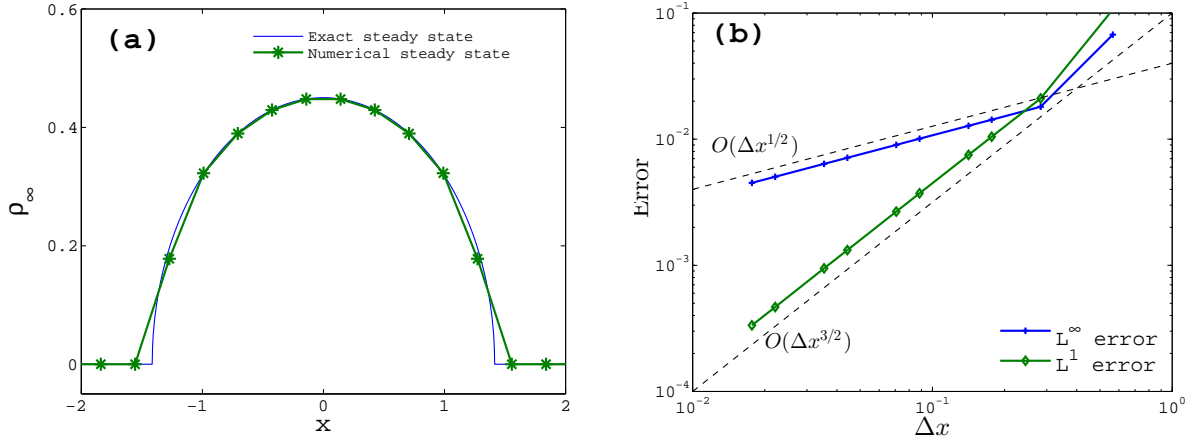 (a)
Exact steady state
Numerical steady state
0.6
0.4
0.2
0
ρ∞
−2
−1
0
1
2
x
(b)
10⁻¹
10⁻²
10⁻³
10⁻⁴
Error
O(Δx^{1/2})
O(Δx^{3/2})
L^∞ error
L^1 error
10⁻²
10⁻¹
10⁰
Δx